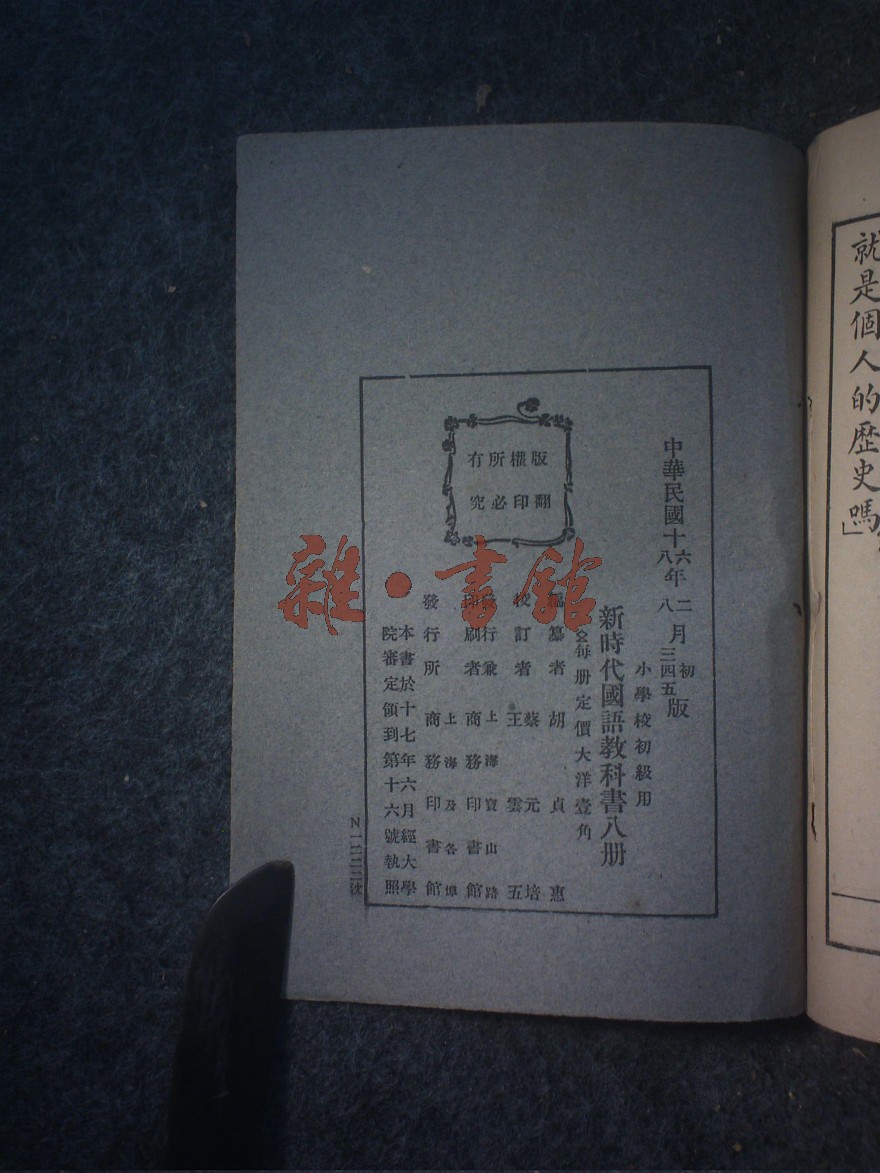 就是個人的歷史嗎」
中華民國十六年二月初版
八八三四五
小學校初級用
新時代國語教科書八册
每册定價大洋壹角
編纂者 胡貞惠
校訂者 蔡元培
王雲五
發行兼 上海寶山路
印刷者 商務印書館
發行所 上海及各埠
商務印書館
本書於十七年六月經大學
院審定領到第十六號執照
版權所有
翻印必究
雜·書館